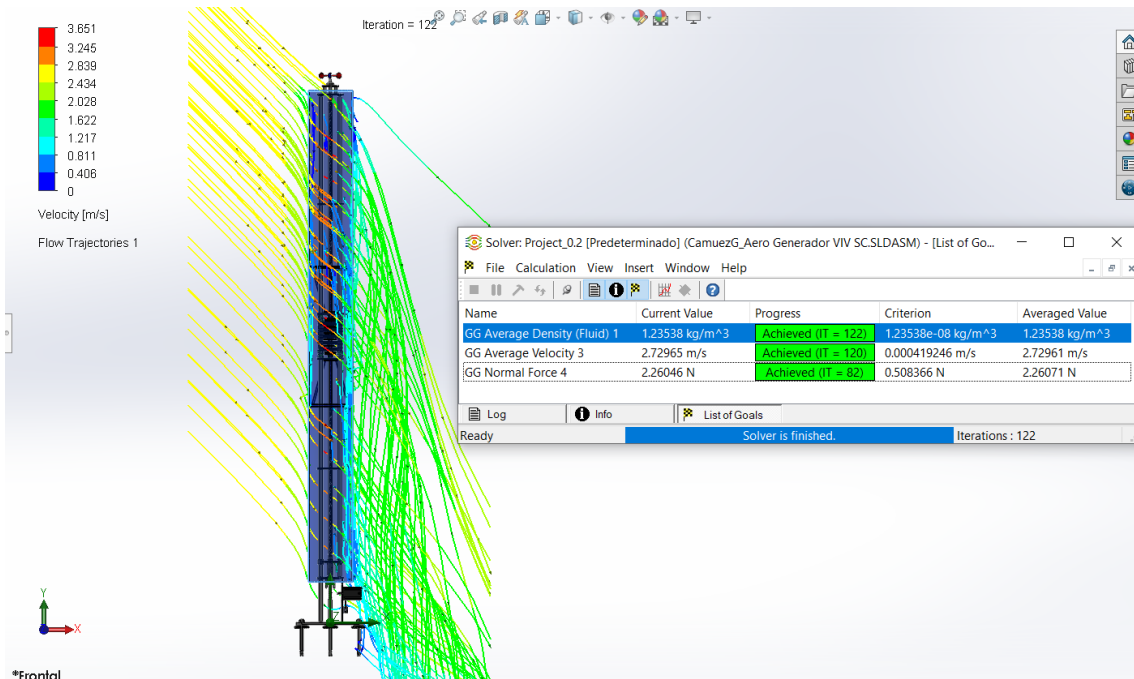 Iteration = 122
3.651
3.245
2.839
2.434
2.028
1.622
1.217
0.811
0.406
0
Velocity [m/s]
Flow Trajectories 1
Solver: Project_0.2 [Predeterminado] (CamuezG_Aero Generador VIV SC.SLDASM) - [List of Go...
File Calculation View Insert Window Help
Name Current Value Progress Criterion Averaged Value
GG Average Density (Fluid) 1 1.23538 kg/m^3 Achieved (IT = 122) 1.23538e-08 kg/m^3 1.23538 kg/m^3
GG Average Velocity 3 2.72965 m/s Achieved (IT = 120) 0.000419246 m/s 2.72961 m/s
GG Normal Force 4 2.26046 N Achieved (IT = 82) 0.508366 N 2.26071 N
Log Info List of Goals
Ready Solver is finished. Iterations : 122
Y
X
Z
X
*Frontal